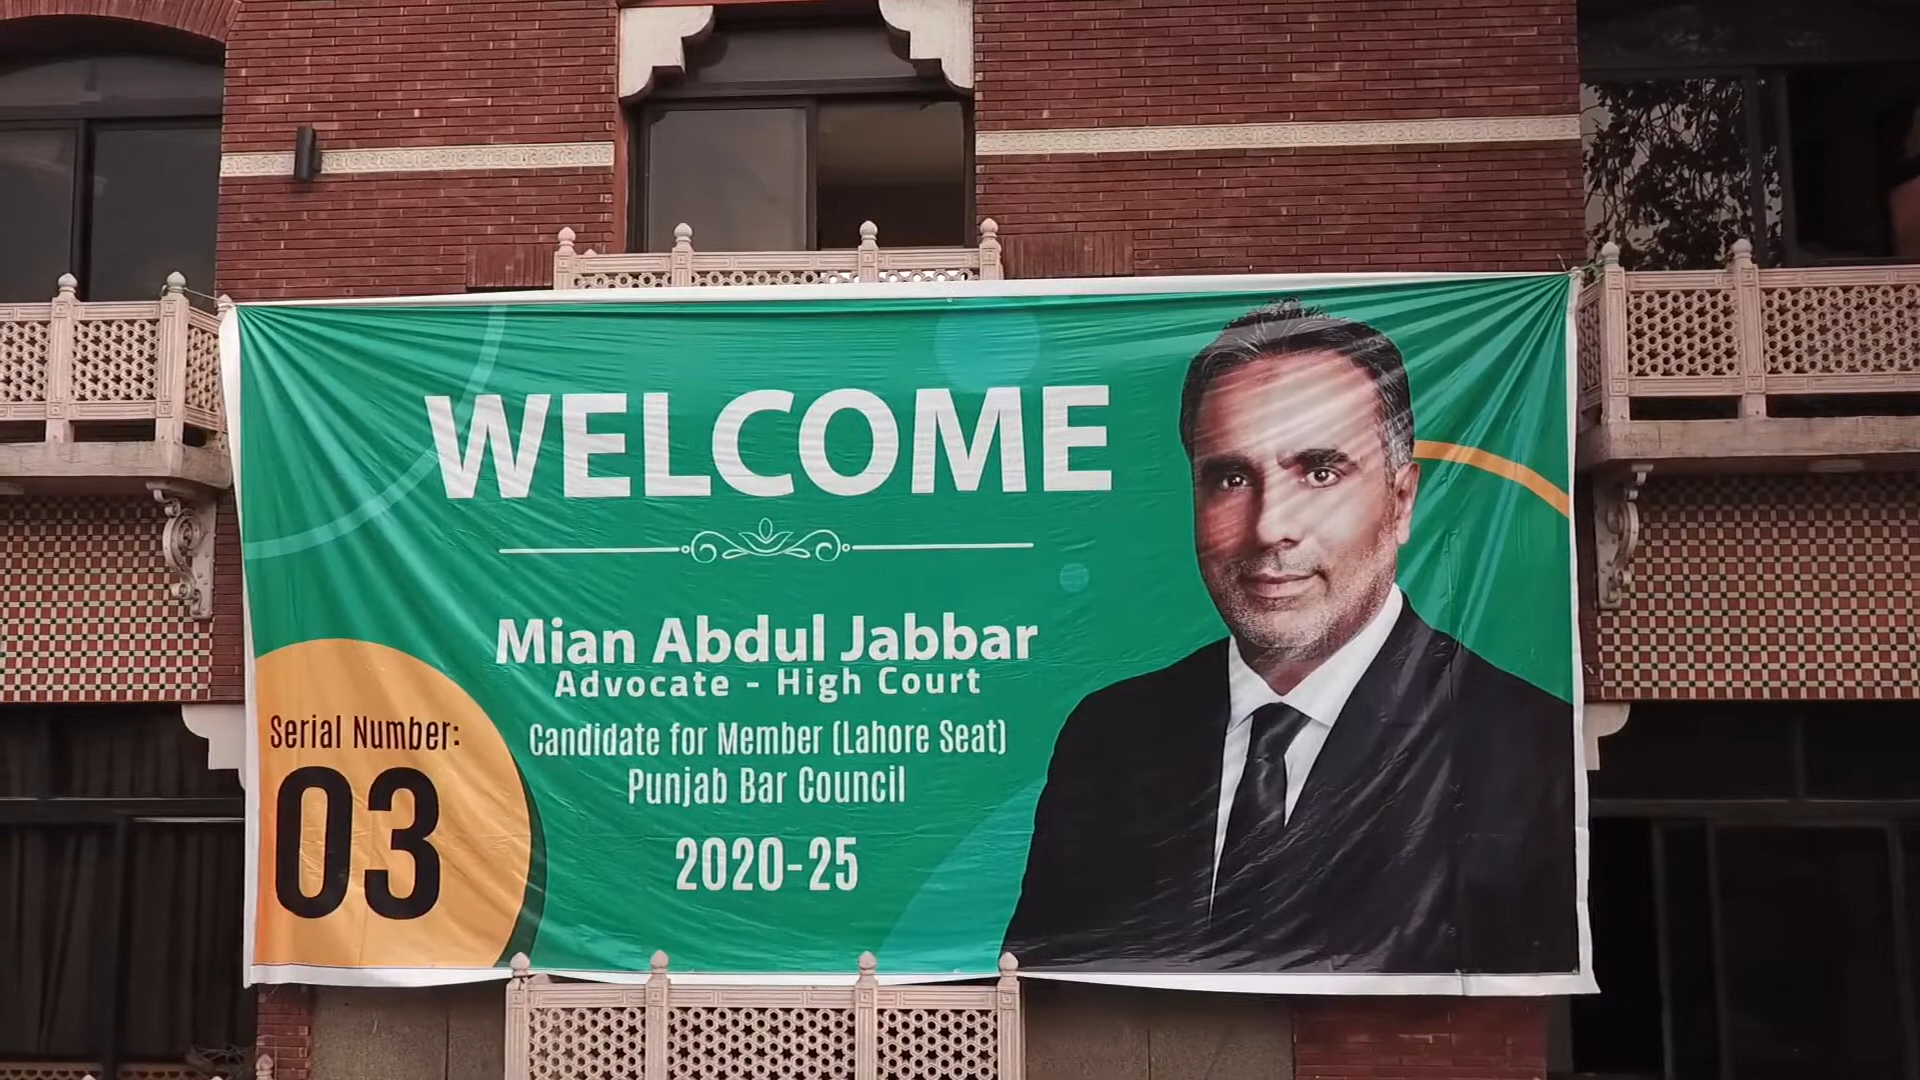 WELCOME
Mian Abdul Jabbar
Advocate - High Court
Candidate for Member (Lahore Seat)
Punjab Bar Council
2020-25
Serial Number:
03